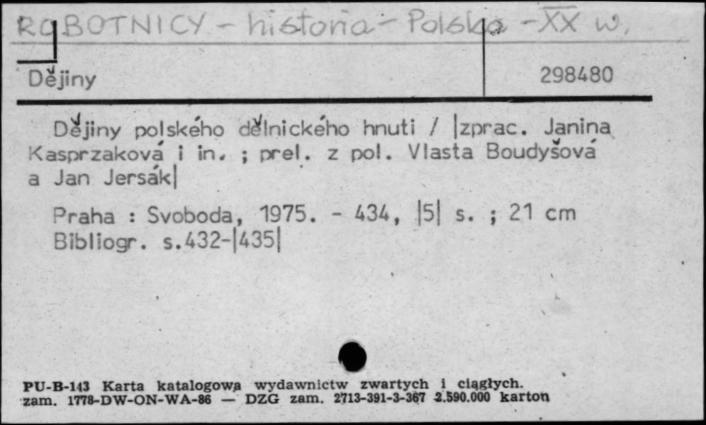 ROBOTNICY - historia - Polska - XX w.
Dějiny 298480
Dějiny polského dělnického hnuti / |zprac. Janina
Kasprzaková i in. ; prel. z pol. Vlasta Boudyšová
a Jan Jersák|
Praha : Svoboda, 1975. - 434, |5| s. ; 21 cm
Bibliogr. s.432-|435|
PU-B-143 Karta katalogowa wydawnictw zwartych i ciągłych.
zam. 1778-DW-ON-WA-86 — DZG zam. 2713-391-3-367 2.590.000 karton